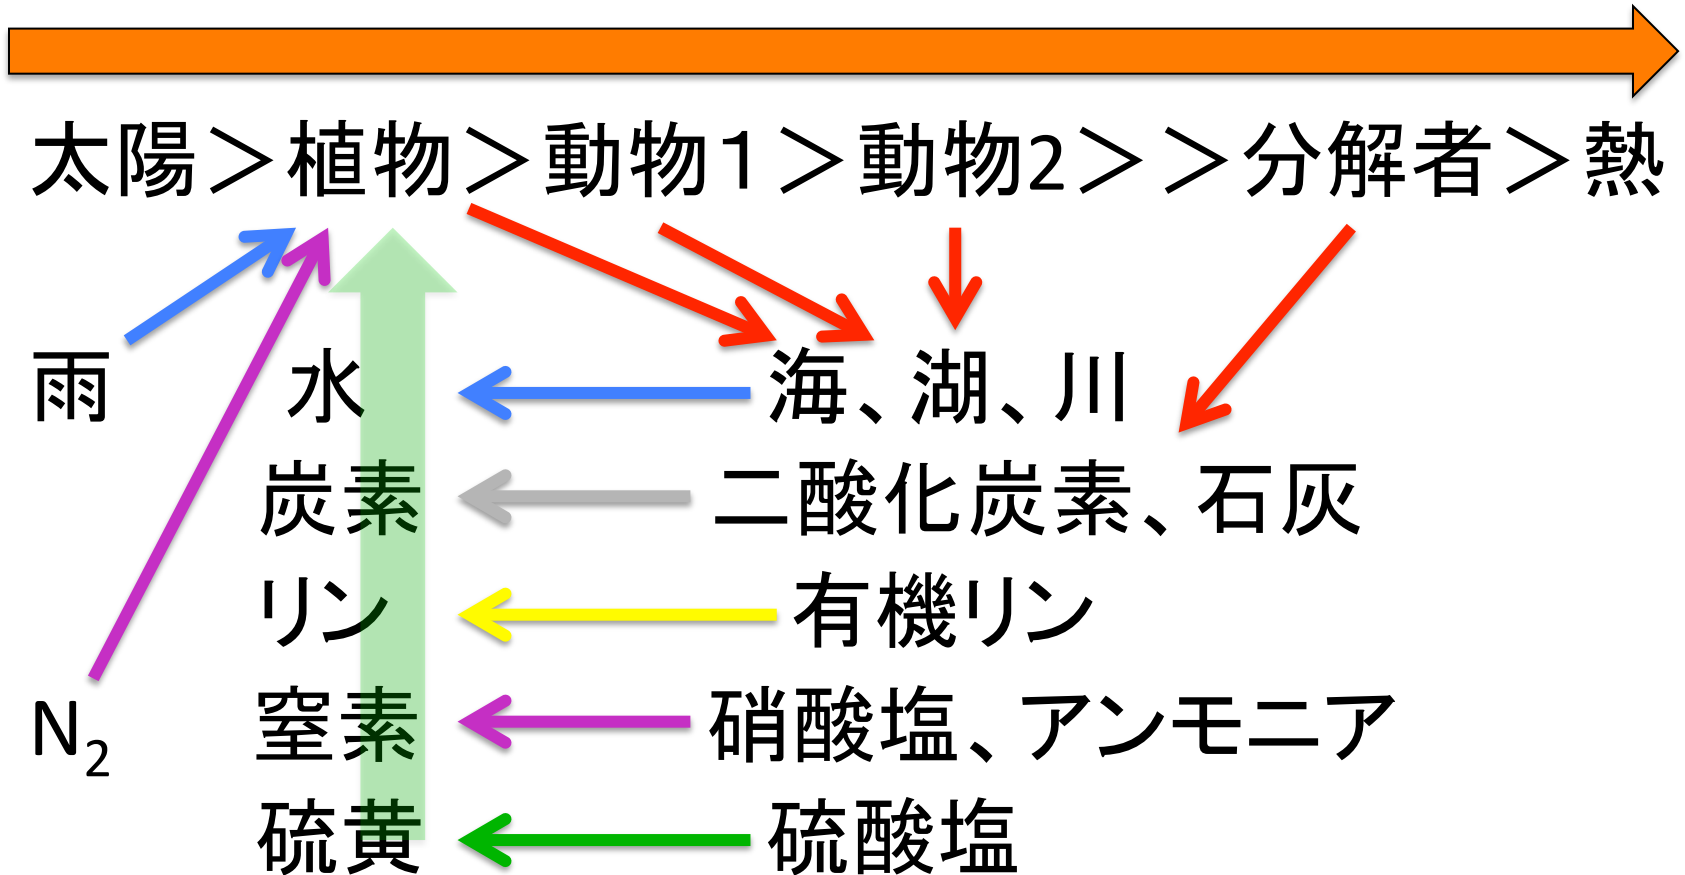 太陽＞植物＞動物１＞動物2＞＞分解者＞熱
雨 水 海、湖、川
炭素 二酸化炭素、石灰
リン 有機リン
N2 窒素 硝酸塩、アンモニア
硫黄 硫酸塩